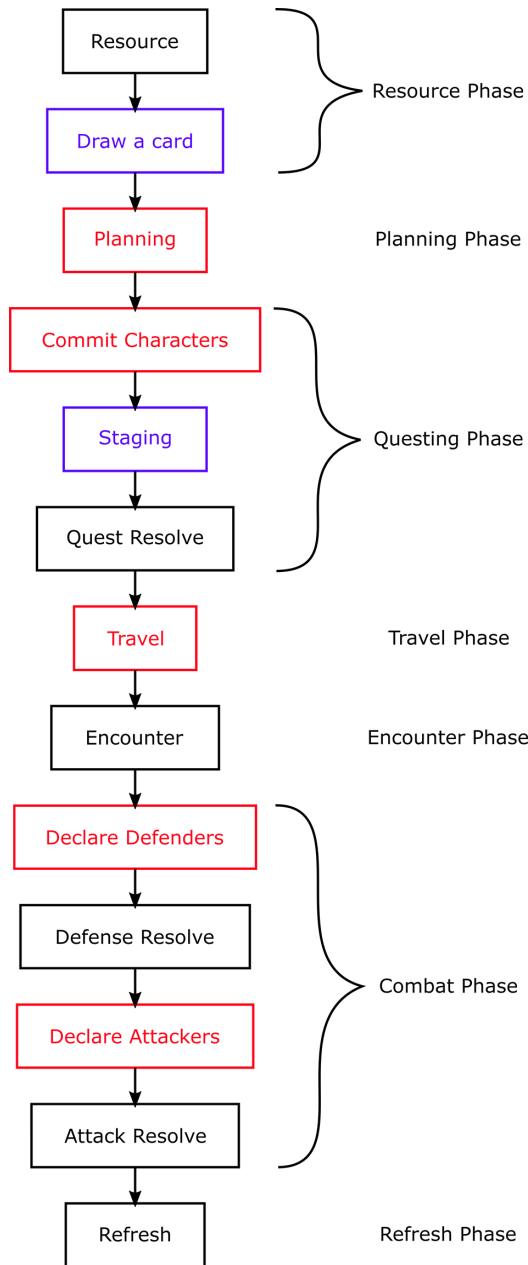 Resource
Resource Phase
Draw a card
Planning
Planning Phase
Commit Characters
Staging
Questing Phase
Quest Resolve
Travel
Travel Phase
Encounter
Encounter Phase
Declare Defenders
Defense Resolve
Combat Phase
Declare Attackers
Attack Resolve
Refresh
Refresh Phase